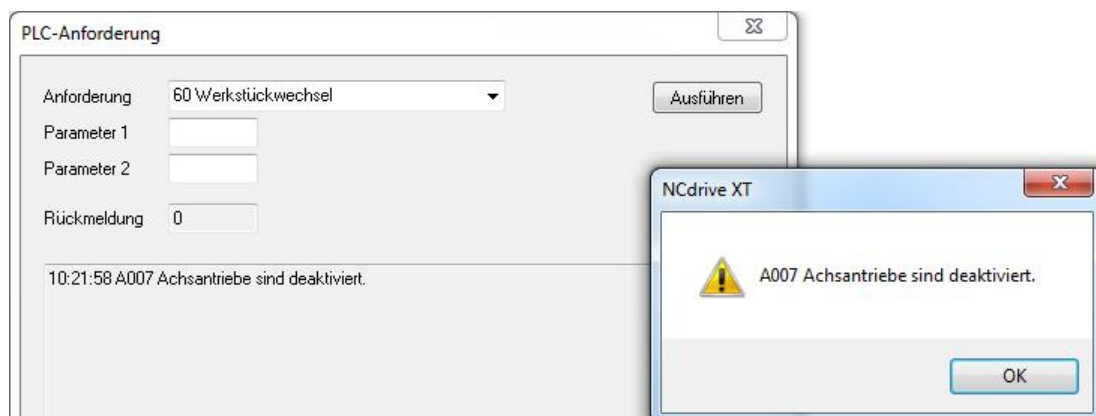 PLC-Anforderung
Anforderung 60 Werkstückwechsel Ausführen
Parameter 1
Parameter 2
Rückmeldung 0
10:21:58 A007 Achsantriebe sind deaktiviert.
NCdrive XT
A007 Achsantriebe sind deaktiviert.
OK